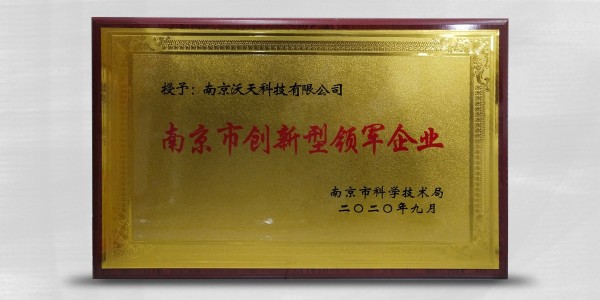 授予：南京沃天科技有限公司
南京市创新型领军企业
南京市科学技术局
二〇二〇年九月